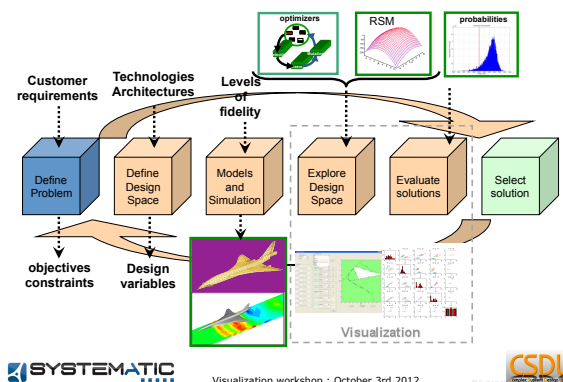 optimizers
RSM
probabilities
Customer
requirements
Technologies
Architectures
Levels
of
fidelity
Define
Problem
Define
Design
Space
Models
and
Simulation
Explore
Design
Space
Evaluate
solutions
Select
solution
objectives
constraints
Design
variables
Visualization
SYSTEMATIC
Visualization workshop : October 3rd 2012
CSDL